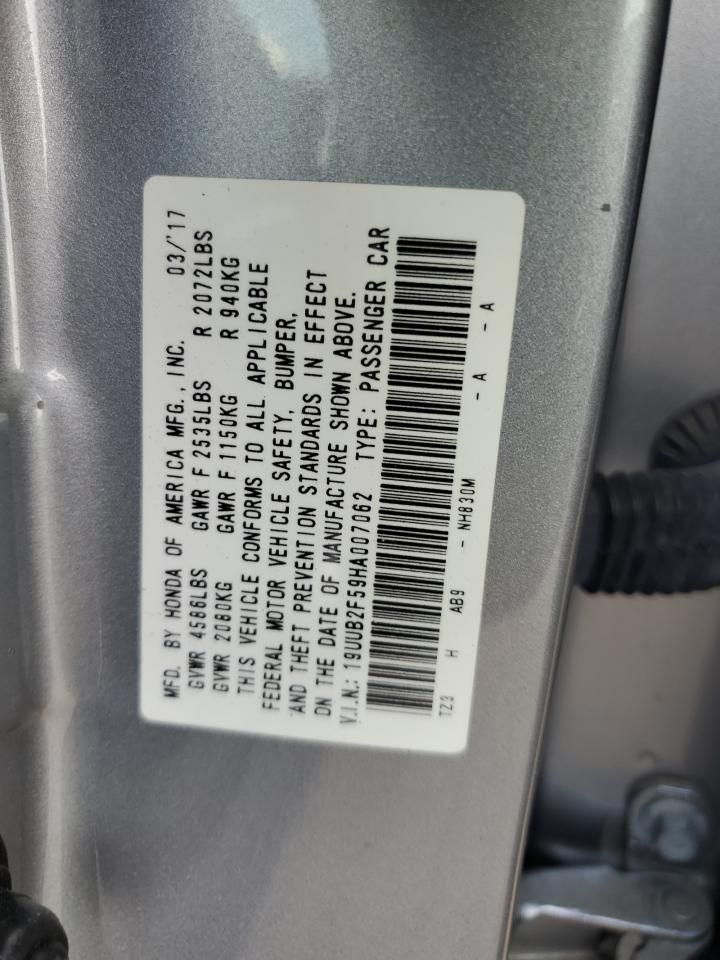 MFD. BY HONDA OF AMERICA MFG., INC. 03/'17
GVWR 4586LBS GAWR F 2535LBS R 2072LBS
GVWR 2080KG GAWR F 1150KG R 940KG
THIS VEHICLE CONFORMS TO ALL APPLICABLE
FEDERAL MOTOR VEHICLE SAFETY, BUMPER,
AND THEFT PREVENTION STANDARDS IN EFFECT
ON THE DATE OF MANUFACTURE SHOWN ABOVE.
V.I.N.: 19UUB2F59HA007062 TYPE: PASSENGER CAR
TZ3 H AB9 - NH830M - A - A